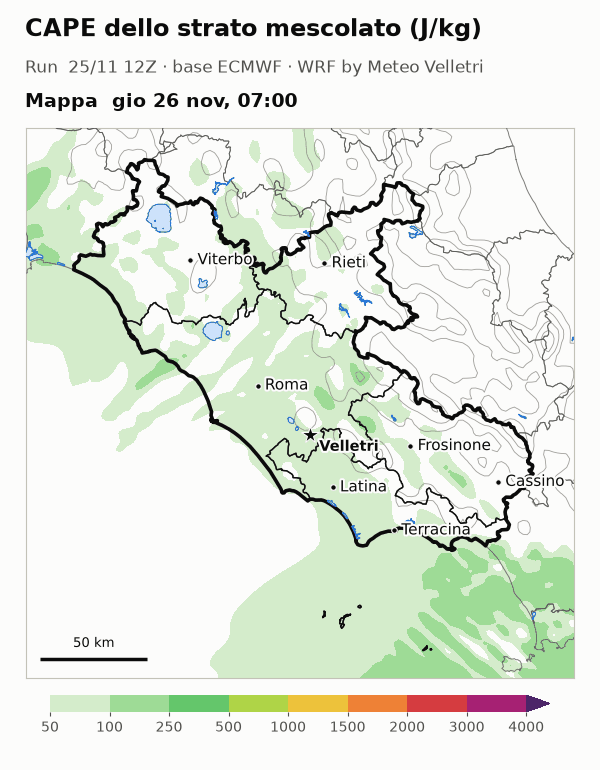 CAPE dello strato mescolato (J/kg)
Run  25/11 12Z · base ECMWF · WRF by Meteo Velletri
Mappa  gio 26 nov, 07:00
Viterbo
Rieti
Roma
Velletri
Frosinone
Latina
Cassino
Terracina
50 km
50 100 250 500 1000 1500 2000 3000 4000